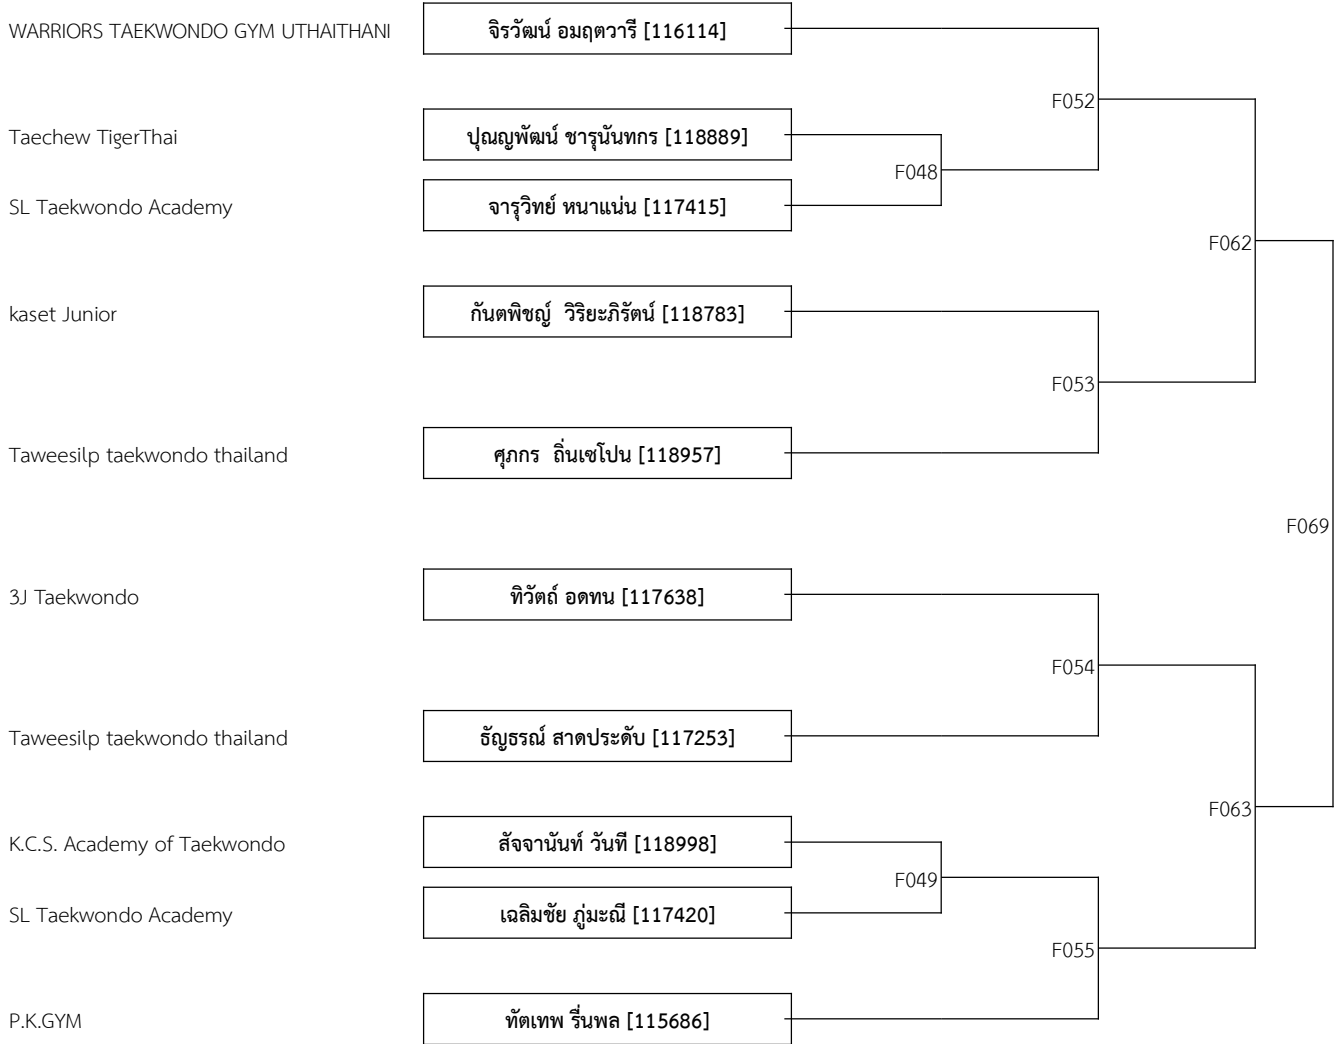 WARRIORS TAEKWONDO GYM UTHAITHANI จิรวัฒน์ อมฤตวารี [116114]
F052
Taechew TigerThai ปุณญพัฒน์ ชารุนันทกร [118889]
F048
SL Taekwondo Academy จารุวิทย์ หนาแน่น [117415]
F062
kaset Junior กันตพิชญ์  วิริยะภิรัตน์ [118783]
F053
Taweesilp taekwondo thailand ศุภกร  ถิ่นเซโปน [118957]
F069
3J Taekwondo ทิวัตถ์ อดทน [117638]
F054
Taweesilp taekwondo thailand ธัญธรณ์ สาดประดับ [117253]
F063
K.C.S. Academy of Taekwondo สัจจานันท์ วันที [118998]
F049
SL Taekwondo Academy เฉลิมชัย ภู่มะณี [117420]
F055
P.K.GYM ทัตเทพ รื่นพล [115686]